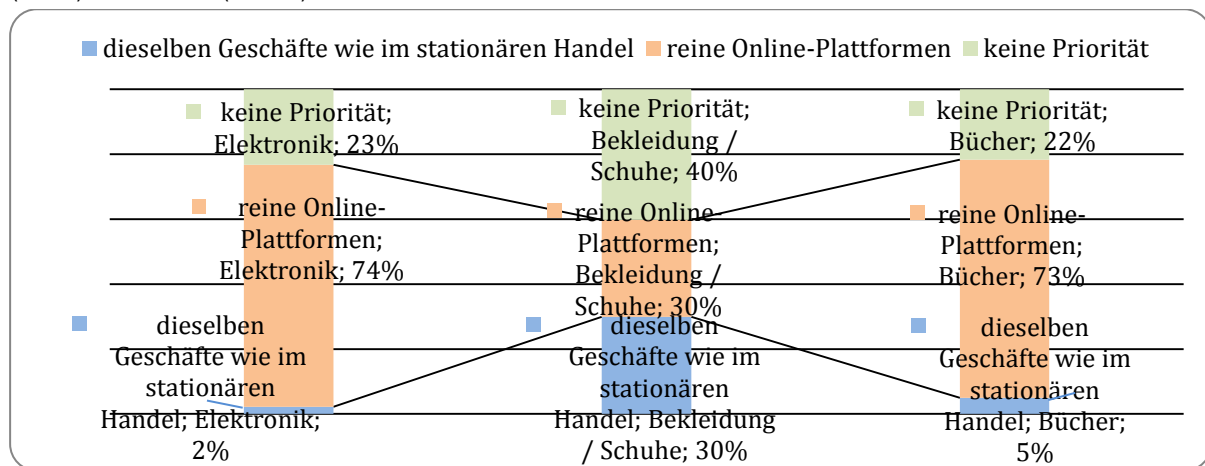 dieselben Geschäfte wie im stationären Handel reine Online-Plattformen keine Priorität
keine Priorität;
Elektronik; 23%
keine Priorität;
Bekleidung /
Schuhe; 40%
keine Priorität;
Bücher; 22%
reine Online-
Plattformen;
Elektronik; 74%
reine Online-
Plattformen;
Bekleidung /
Schuhe; 30%
reine Online-
Plattformen;
Bücher; 73%
dieselben
Geschäfte wie im
stationären
Handel; Elektronik;
2%
dieselben
Geschäfte wie im
stationären
Handel; Bekleidung
/ Schuhe; 30%
dieselben
Geschäfte wie im
stationären
Handel; Bücher;
5%